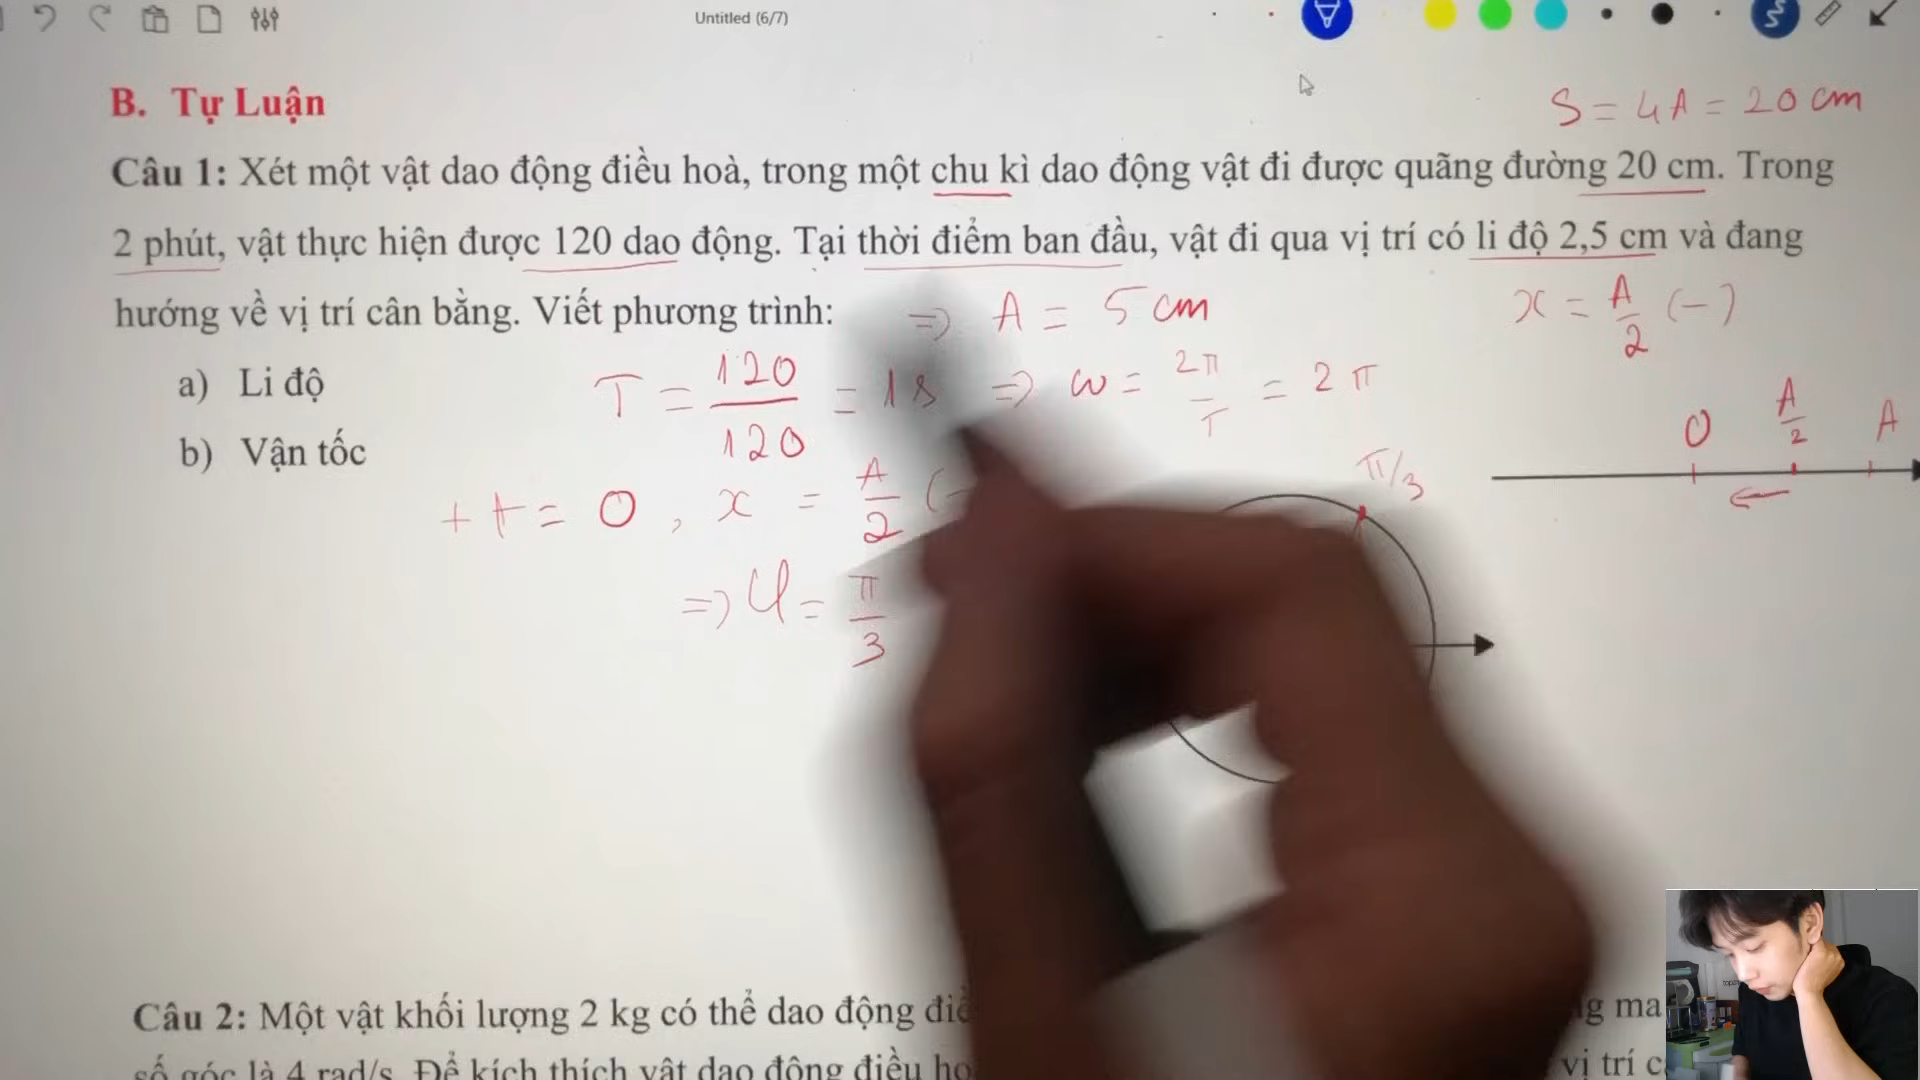 Untitled (6/7)
B. Tự Luận
S = 4A = 20 cm
Câu 1: Xét một vật dao động điều hoà, trong một chu kì dao động vật đi được quãng đường 20 cm. Trong
2 phút, vật thực hiện được 120 dao động. Tại thời điểm ban đầu, vật đi qua vị trí có li độ 2,5 cm và đang
hướng về vị trí cân bằng. Viết phương trình:
=> A = 5 cm
x = A/2 (-)
a) Li độ
T = 120/120 = 1s => ω = 2π/T = 2π
O A/2 A
b) Vận tốc
+ t = 0, x = A/2 (-
π/3
=> φ = π/3
Câu 2: Một vật khối lượng 2 kg có thể dao động
số góc là 4 rad/s. Để kích thích vật dao động điều
vị trí